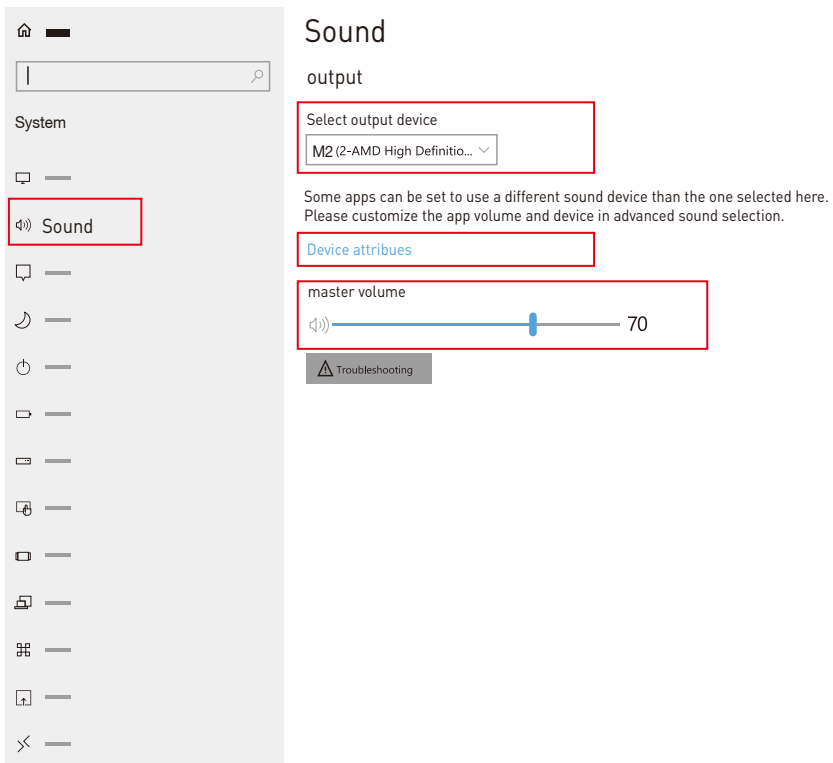 System
Sound
Sound
output
Select output device
M2 (2-AMD High Definitio...
Some apps can be set to use a different sound device than the one selected here.
Please customize the app volume and device in advanced sound selection.
Device attribues
master volume
70
Troubleshooting